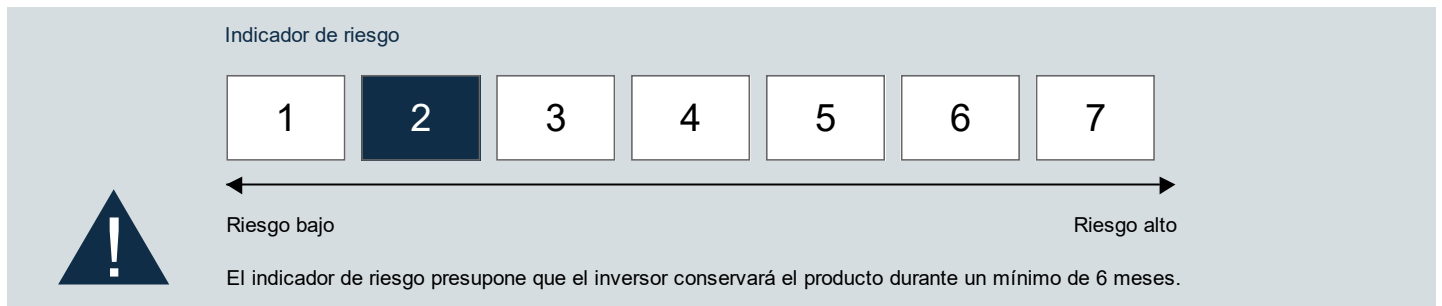 Indicador de riesgo
1 2 3 4 5 6 7
Riesgo bajo Riesgo alto
!
El indicador de riesgo presupone que el inversor conservará el producto durante un mínimo de 6 meses.